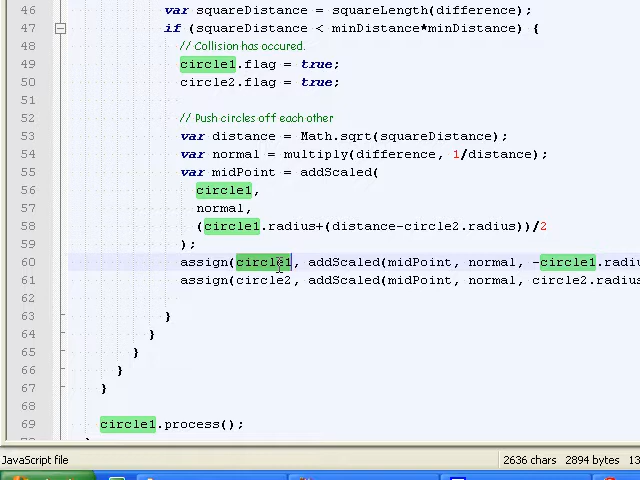 46 var squareDistance = squareLength(difference);
47 if (squareDistance < minDistance*minDistance) {
48 // Collision has occured.
49 circle1.flag = true;
50 circle2.flag = true;
51
52 // Push circles off each other
53 var distance = Math.sqrt(squareDistance);
54 var normal = multiply(difference, 1/distance);
55 var midPoint = addScaled(
56 circle1,
57 normal,
58 (circle1.radius+(distance-circle2.radius))/2
59 );
60 assign(circle1, addScaled(midPoint, normal, -circle1.radiu
61 assign(circle2, addScaled(midPoint, normal, circle2.radius
62
63 }
64 }
65 }
66 }
67 }
68
69 circle1.process();
JavaScript file 2636 chars 2894 bytes 13